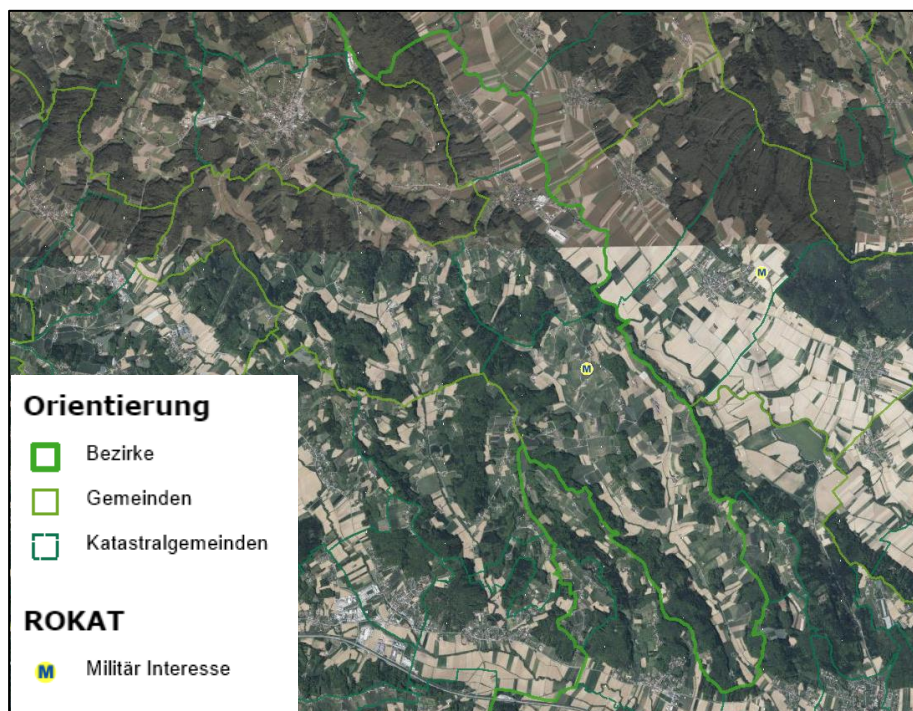 M
M
Orientierung
Bezirke
Gemeinden
Katastralgemeinden
ROKAT
M Militär Interesse